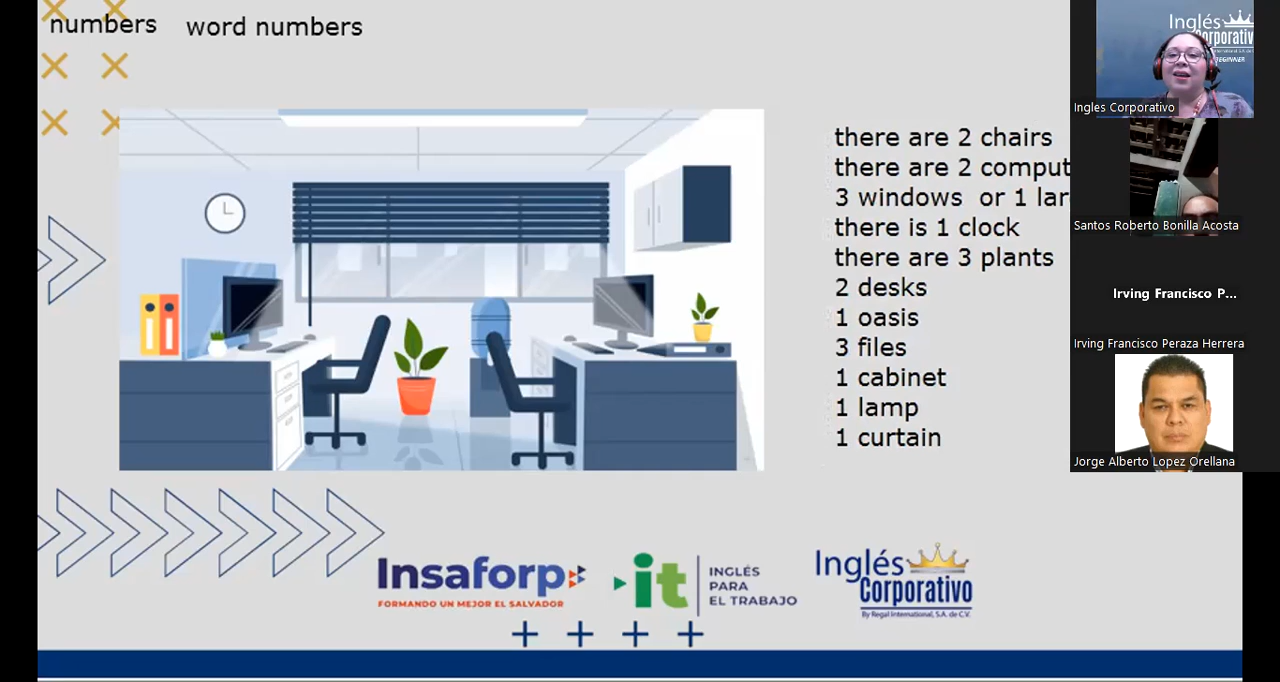 numbers word numbers
there are 2 chairs
there are 2 comput
3 windows or 1 lar
there is 1 clock
there are 3 plants
2 desks
1 oasis
3 files
1 cabinet
1 lamp
1 curtain
Insaforp
FORMANDO UN MEJOR EL SALVADOR
it
INGLÉS
PARA
EL TRABAJO
Inglés
Corporativo
By Regal International, S.A. de C.V.
Inglés
Corporativo
BEGINNER
Ingles Corporativo
Santos Roberto Bonilla Acosta
Irving Francisco P...
Irving Francisco Peraza Herrera
Jorge Alberto Lopez Orellana